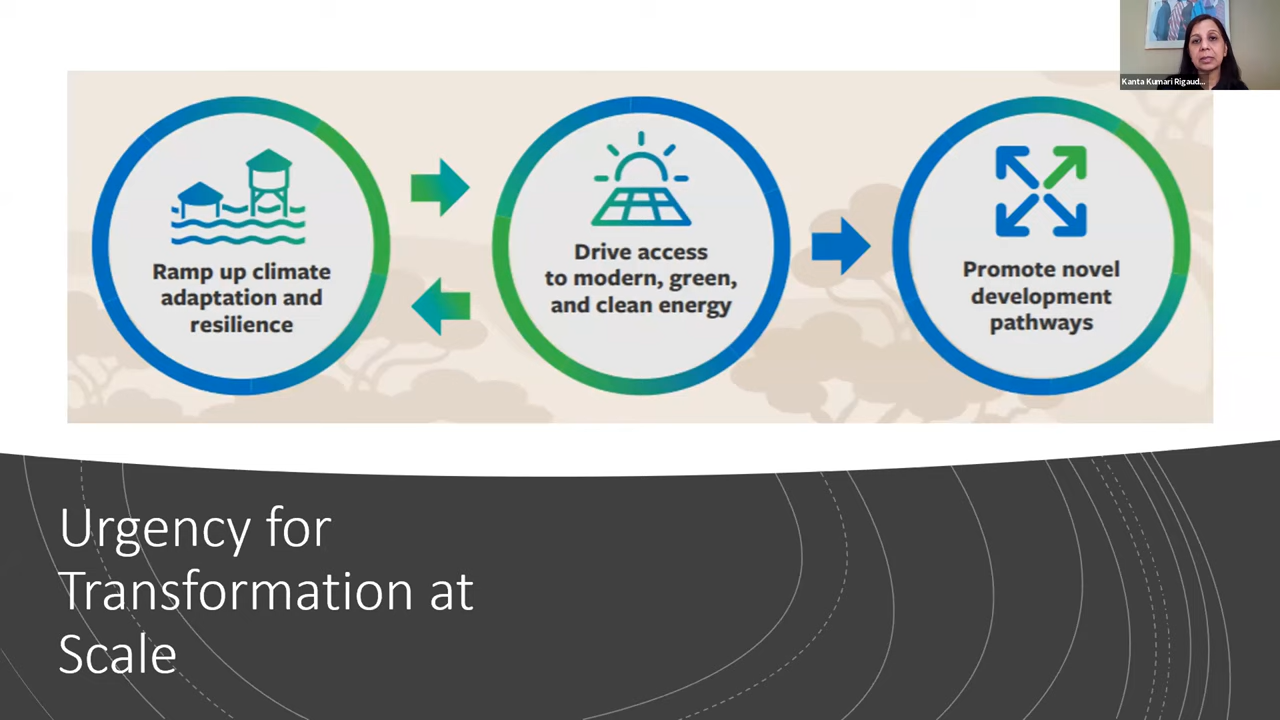 Kanta Kumari Rigaud...
Ramp up climate
adaptation and
resilience
Drive access
to modern, green,
and clean energy
Promote novel
development
pathways
Urgency for
Transformation at
Scale